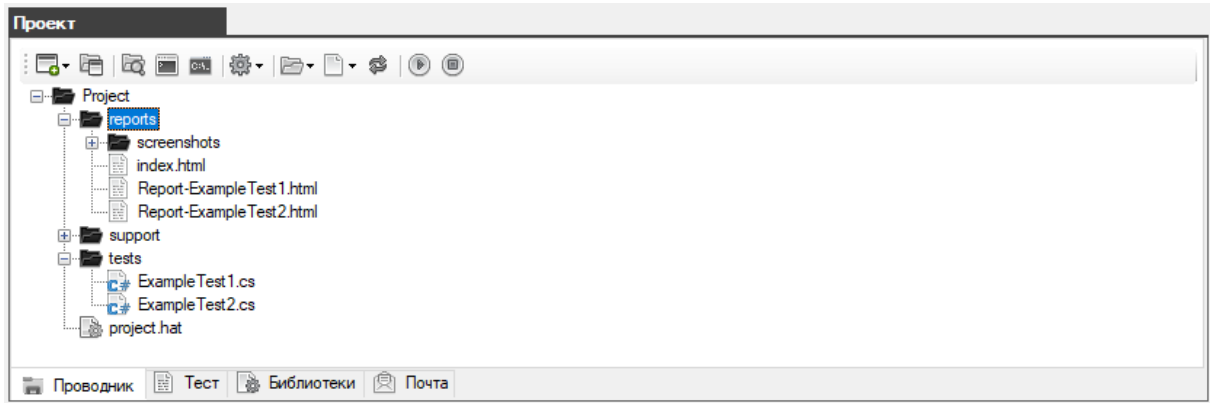 Проект
Project
reports
screenshots
index.html
Report-ExampleTest1.html
Report-ExampleTest2.html
support
tests
ExampleTest1.cs
ExampleTest2.cs
project.hat
Проводник Тест Библиотеки Почта